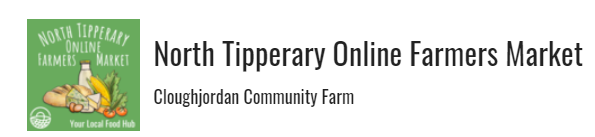 NORTH TIPPERARY
ONLINE
FARMERS MARKET
Your Local Food Hub
North Tipperary Online Farmers Market
Cloughjordan Community Farm